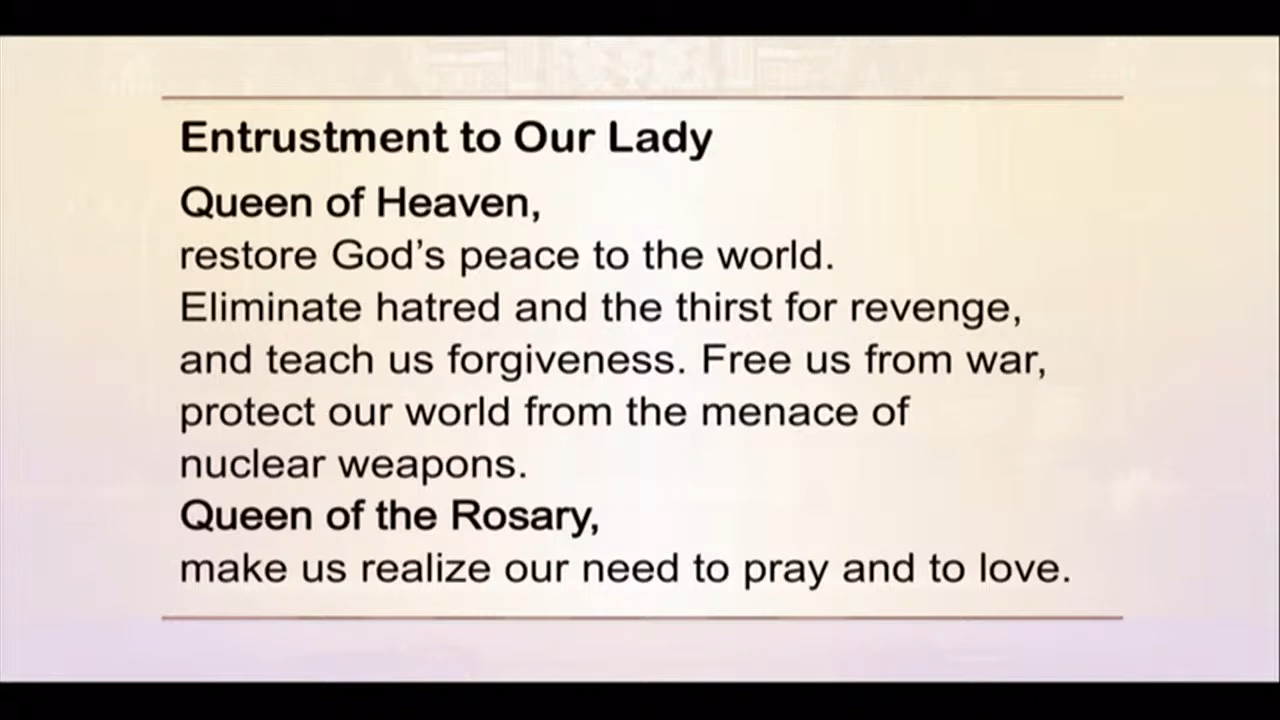 Entrustment to Our Lady
Queen of Heaven,
restore God’s peace to the world.
Eliminate hatred and the thirst for revenge,
and teach us forgiveness. Free us from war,
protect our world from the menace of
nuclear weapons.
Queen of the Rosary,
make us realize our need to pray and to love.